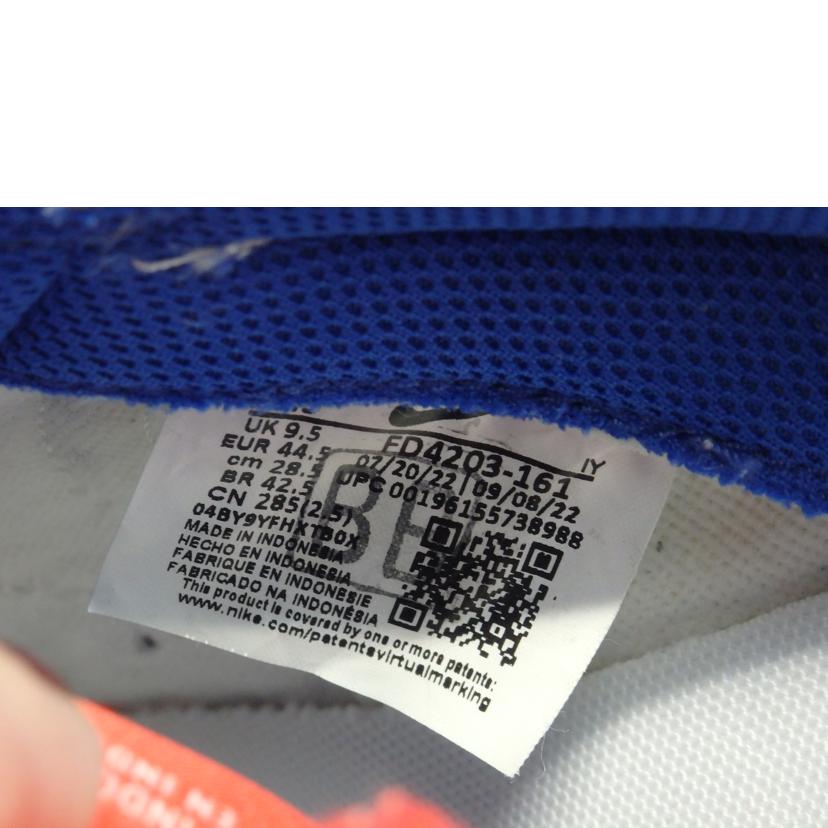 UK 9.5
EUR 44.5
cm 28.5
BR 42.5
CN 285(2.5)
FD4203-161
IY
07/20/22 | 09/08/22
UPC 00196155738988
04BY9YFHXTB0X
MADE IN INDONESIA
HECHO EN INDONESIA
FABRIQUE EN INDONESIE
FABRICADO NA INDONÉSIA
This product is covered by one or more patents:
www.nike.com/patentsvirtualmarking
BE